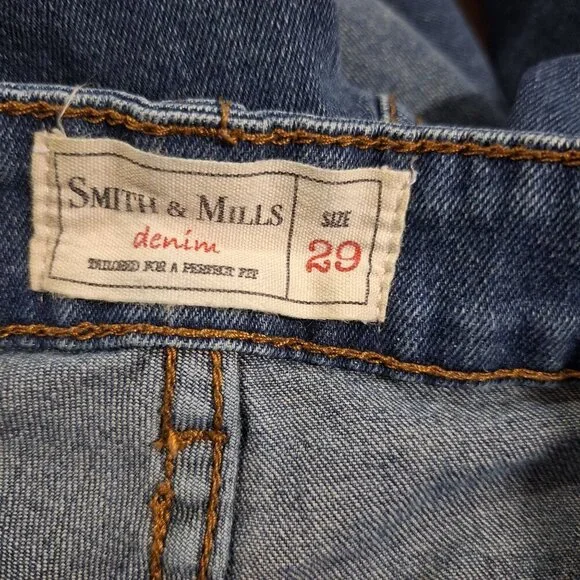 SMITH & MILLS
denim
TAILORED FOR A PERFECT FIT
SIZE
29